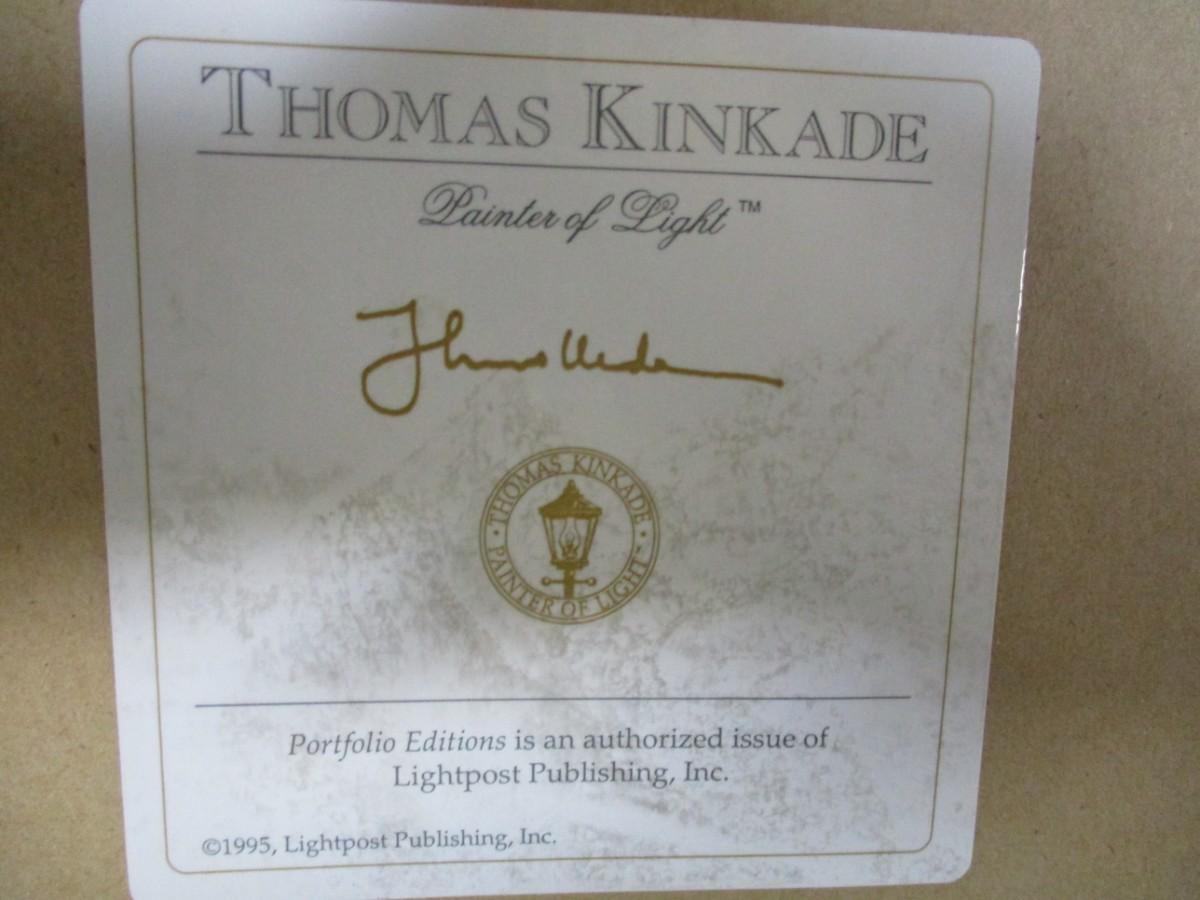 THOMAS KINKADE
Painter of Light™
THOMAS KINKADE · PAINTER OF LIGHT™ ·
Portfolio Editions is an authorized issue of
Lightpost Publishing, Inc.
©1995, Lightpost Publishing, Inc.